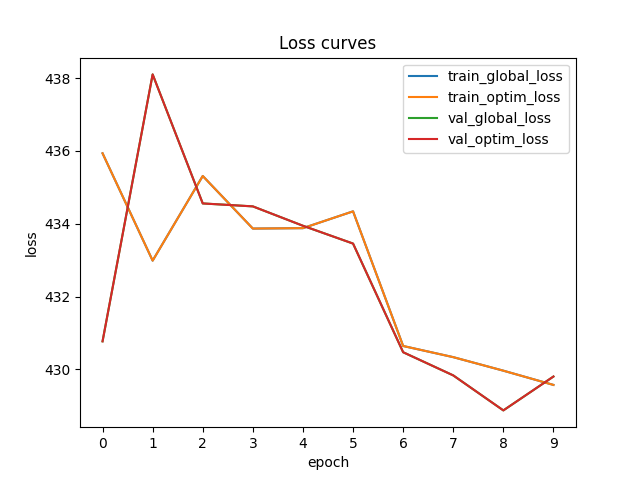 Loss curves
train_global_loss
train_optim_loss
val_global_loss
val_optim_loss
438
436
434
432
430
loss
0 1 2 3 4 5 6 7 8 9
epoch